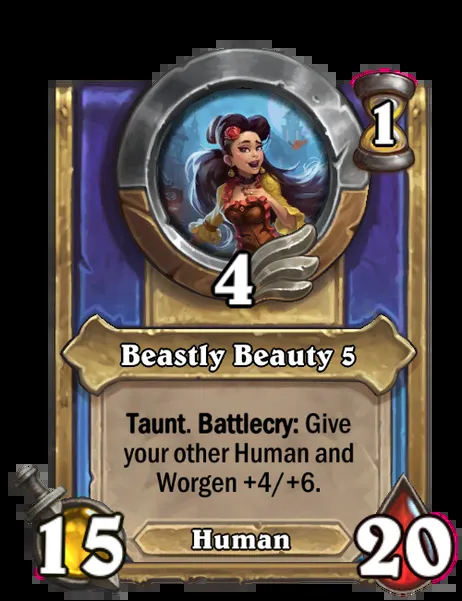 1
4
Beastly Beauty 5
Taunt. Battlecry: Give
your other Human and
Worgen +4/+6.
15
Human
20